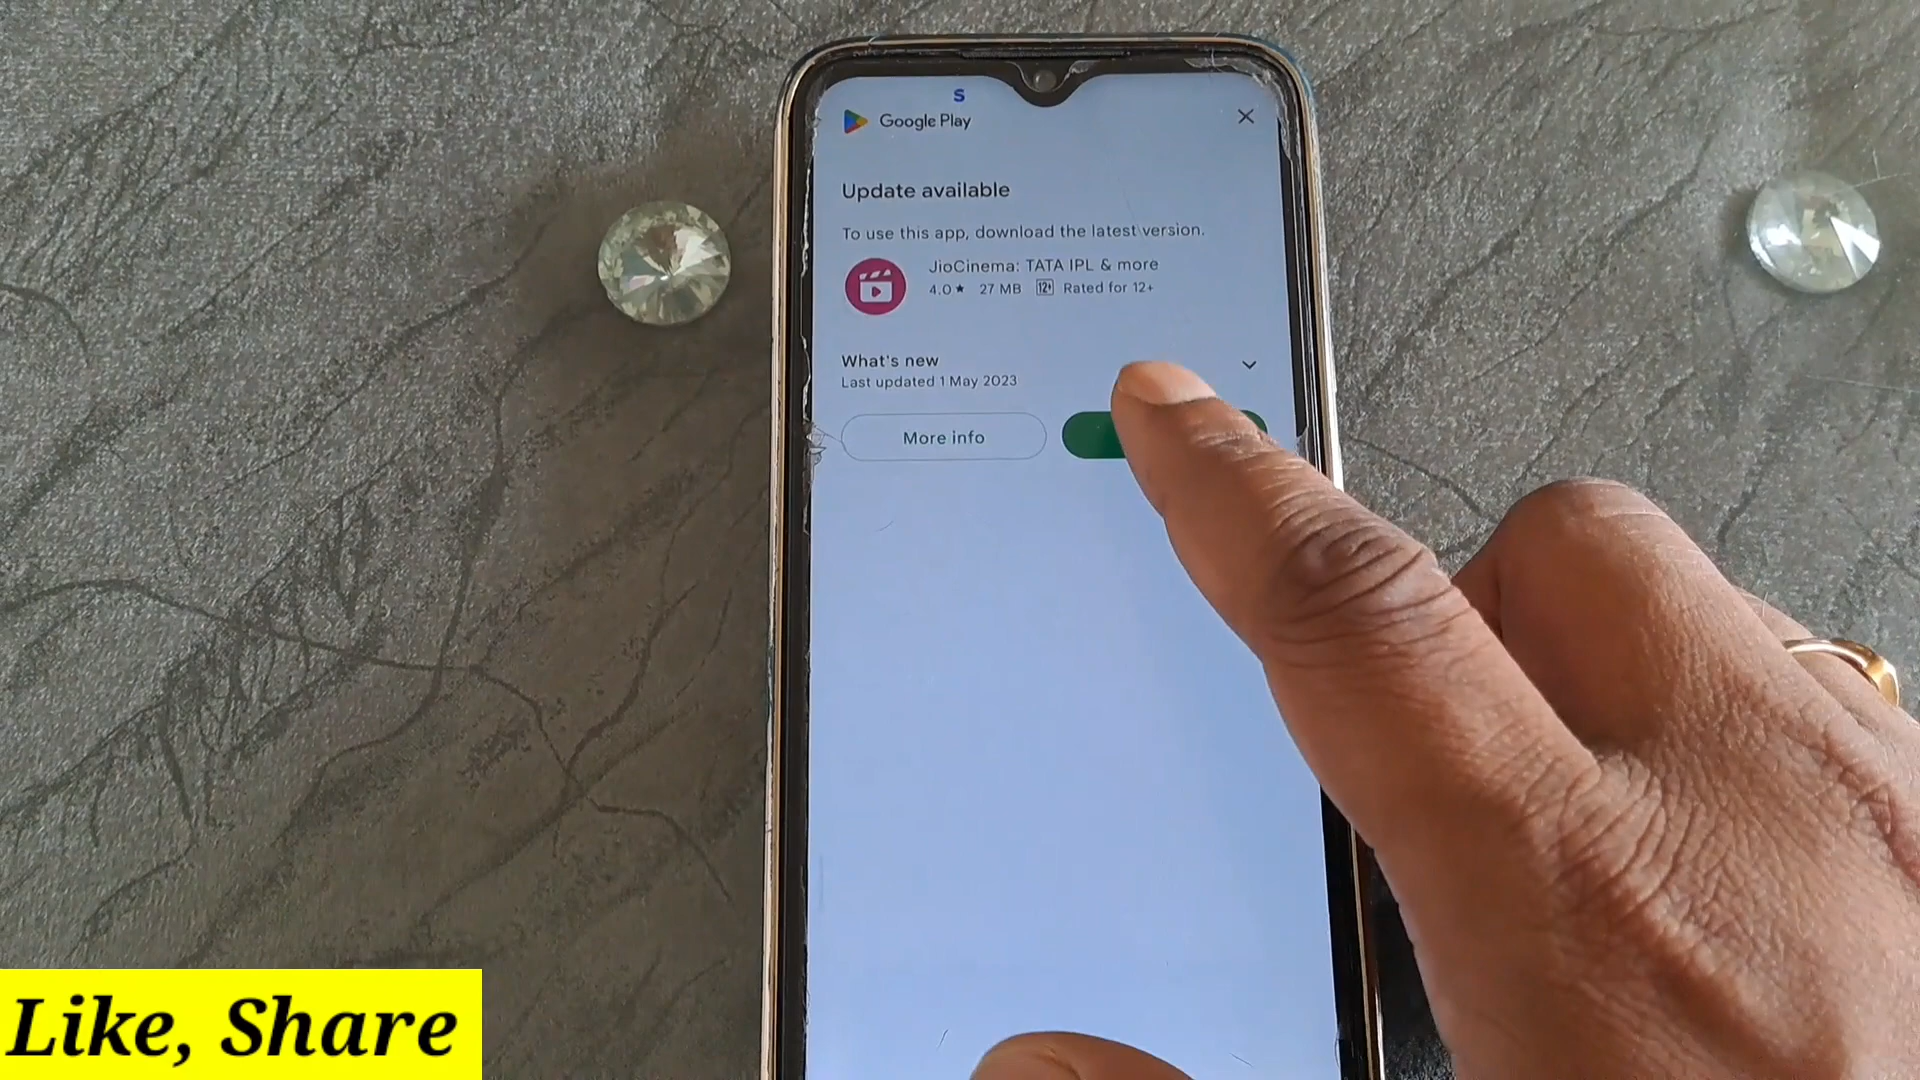 S
Google Play
Update available
To use this app, download the latest version.
JioCinema: TATA IPL & more
4.0★ 27 MB 12+ Rated for 12+
What's new
Last updated 1 May 2023
More info
Like, Share